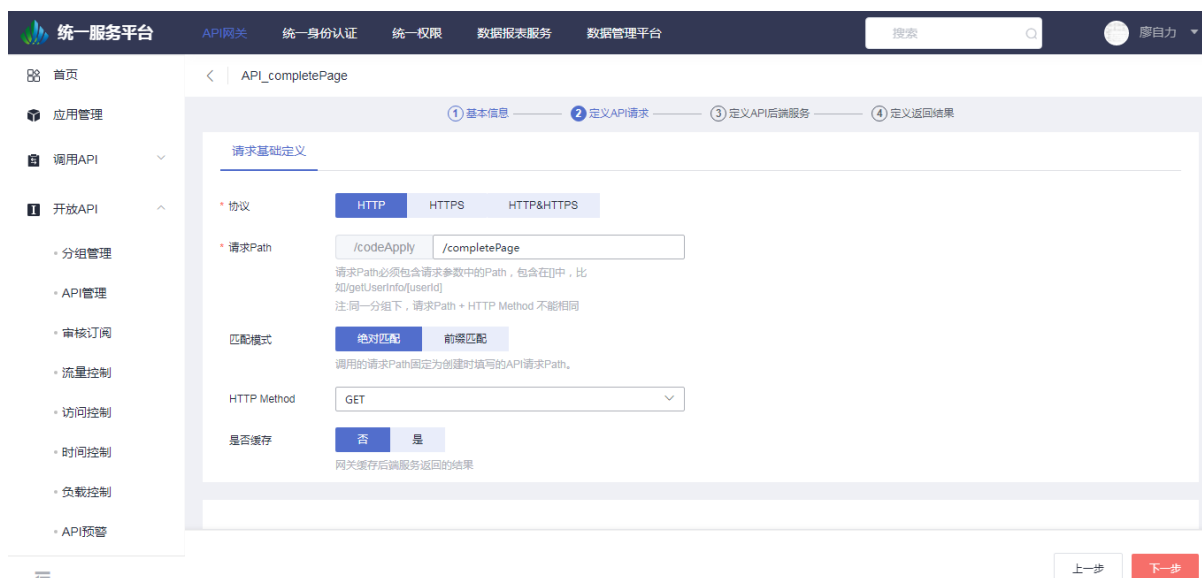 统一服务平台
API网关
统一身份认证
统一权限
数据报表服务
数据管理平台
搜索
廖自力
首页
应用管理
调用API
开放API
分组管理
API管理
审核订阅
流量控制
访问控制
时间控制
负载控制
API预警
API_completePage
1 基本信息
2 定义API请求
3 定义API后端服务
4 定义返回结果
请求基础定义
* 协议
HTTP
HTTPS
HTTP&HTTPS
* 请求Path
/codeApply
/completePage
请求Path必须包含请求参数中的Path，包含在[]中，比
如/getUserInfo/[userId]
注:同一分组下，请求Path + HTTP Method 不能相同
匹配模式
绝对匹配
前缀匹配
调用的请求Path固定为创建时填写的API请求Path。
HTTP Method
GET
是否缓存
否
是
网关缓存后端服务返回的结果
上一步
下一步